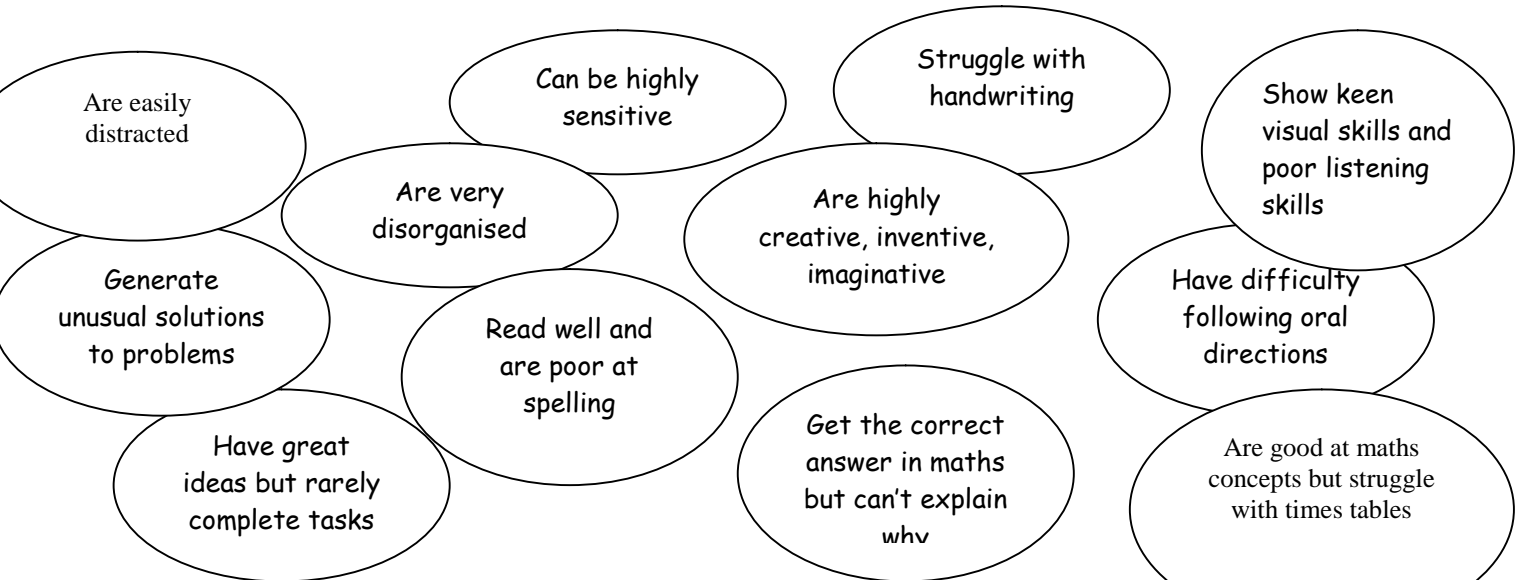 Are easily
distracted
Can be highly
sensitive
Struggle with
handwriting
Show keen
visual skills and
poor listening
skills
Are very
disorganised
Are highly
creative, inventive,
imaginative
Generate
unusual solutions
to problems
Read well and
are poor at
spelling
Have difficulty
following oral
directions
Have great
ideas but rarely
complete tasks
Get the correct
answer in maths
but can't explain
why
Are good at maths
concepts but struggle
with times tables